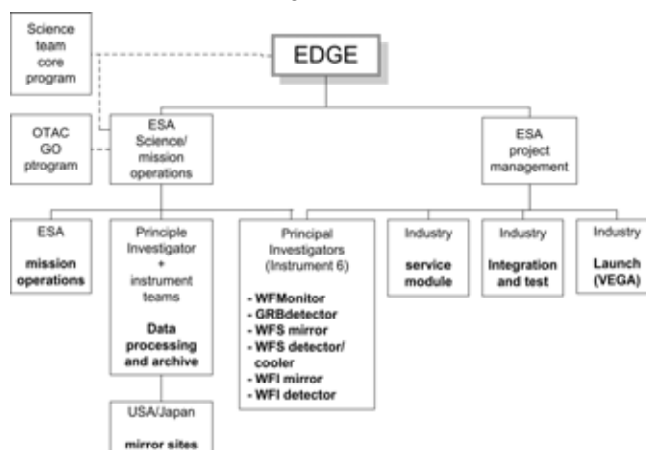 Science
team
core
program
EDGE
OTAC
GO
ptrogram
ESA
Science/
mission
operations
ESA
project
management
ESA
mission
operations
Principle
Investigator
+
instrument
teams
Data
processing
and archive
Principal
Investigators
(Instrument 6)
- WFMonitor
- GRBdetector
- WFS mirror
- WFS detector/
cooler
- WFI mirror
- WFI detector
Industry
service
module
Industry
Integration
and test
Industry
Launch
(VEGA)
USA/Japan
mirror sites